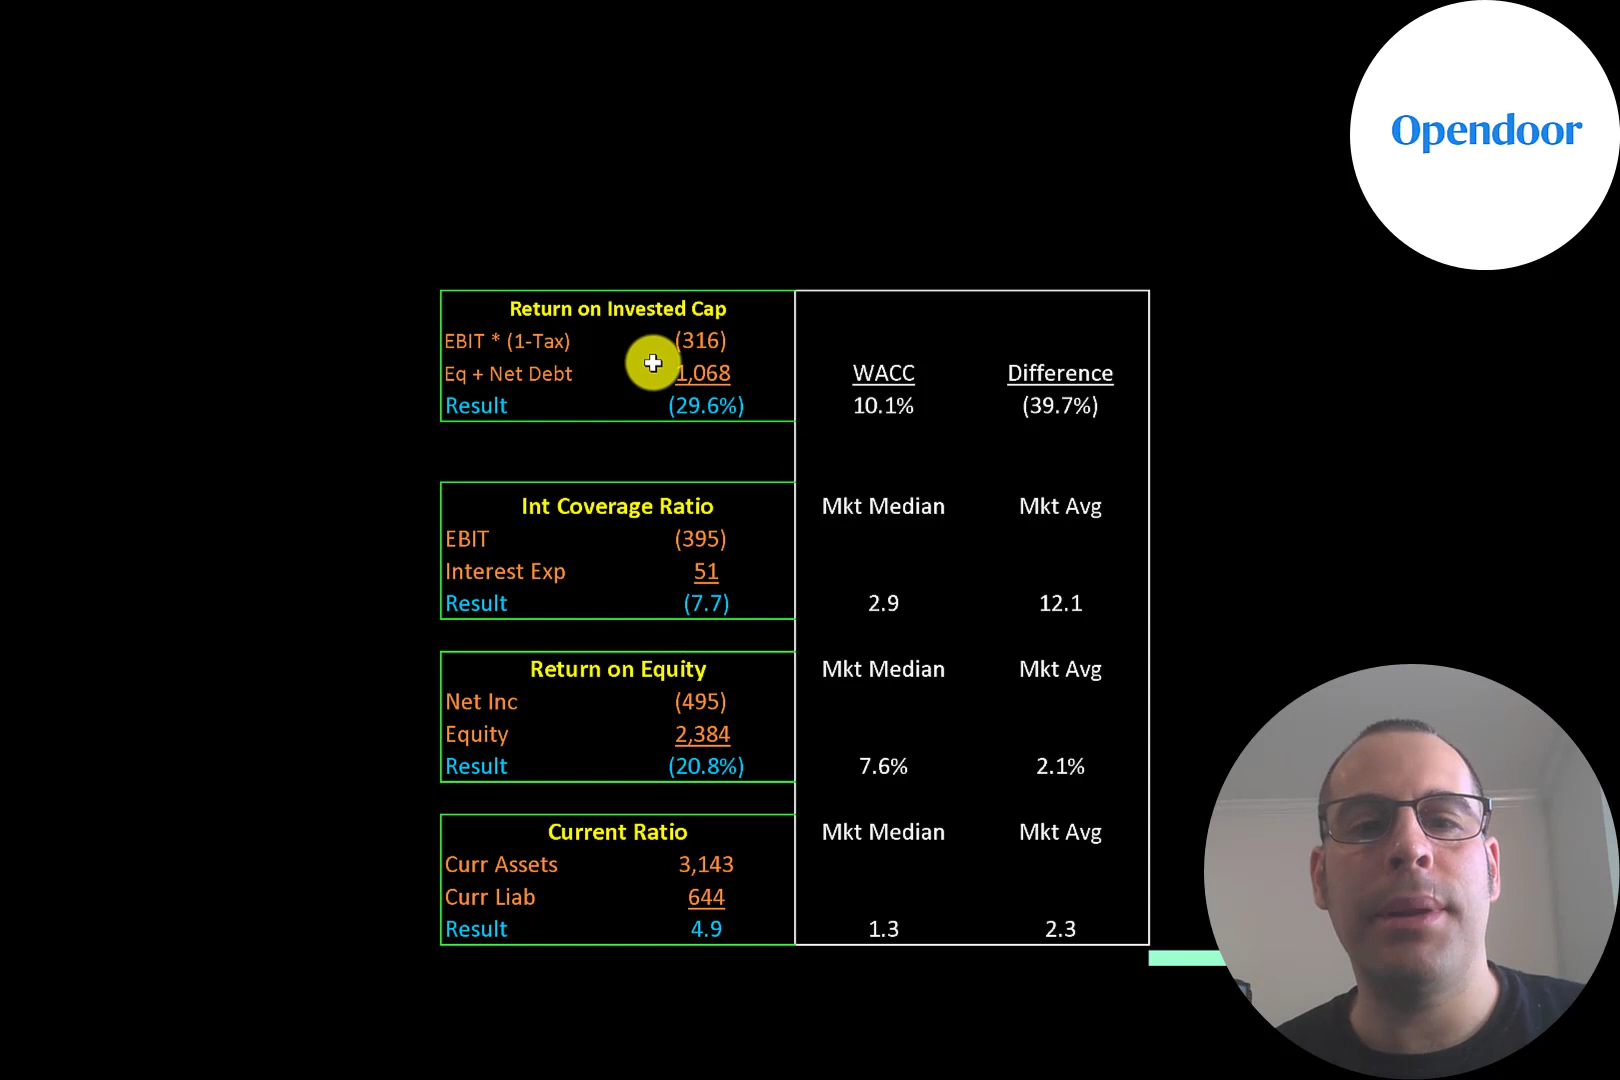 Opendoor
Return on Invested Cap
EBIT * (1-Tax) (316)
Eq + Net Debt 1,068 WACC Difference
Result (29.6%) 10.1% (39.7%)
Int Coverage Ratio Mkt Median Mkt Avg
EBIT (395)
Interest Exp 51
Result (7.7) 2.9 12.1
Return on Equity Mkt Median Mkt Avg
Net Inc (495)
Equity 2,384
Result (20.8%) 7.6% 2.1%
Current Ratio Mkt Median Mkt Avg
Curr Assets 3,143
Curr Liab 644
Result 4.9 1.3 2.3